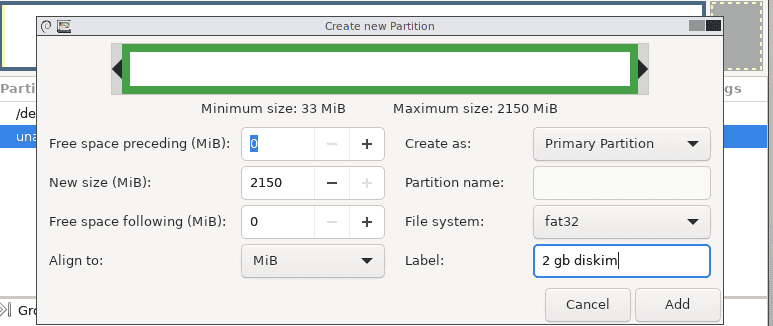 Create new Partition
Minimum size: 33 MiB Maximum size: 2150 MiB
Free space preceding (MiB): 0 Create as: Primary Partition
New size (MiB): 2150 Partition name:
Free space following (MiB): 0 File system: fat32
Align to: MiB Label: 2 gb diskim
Cancel Add
Parti
gs
/de
una
Gro